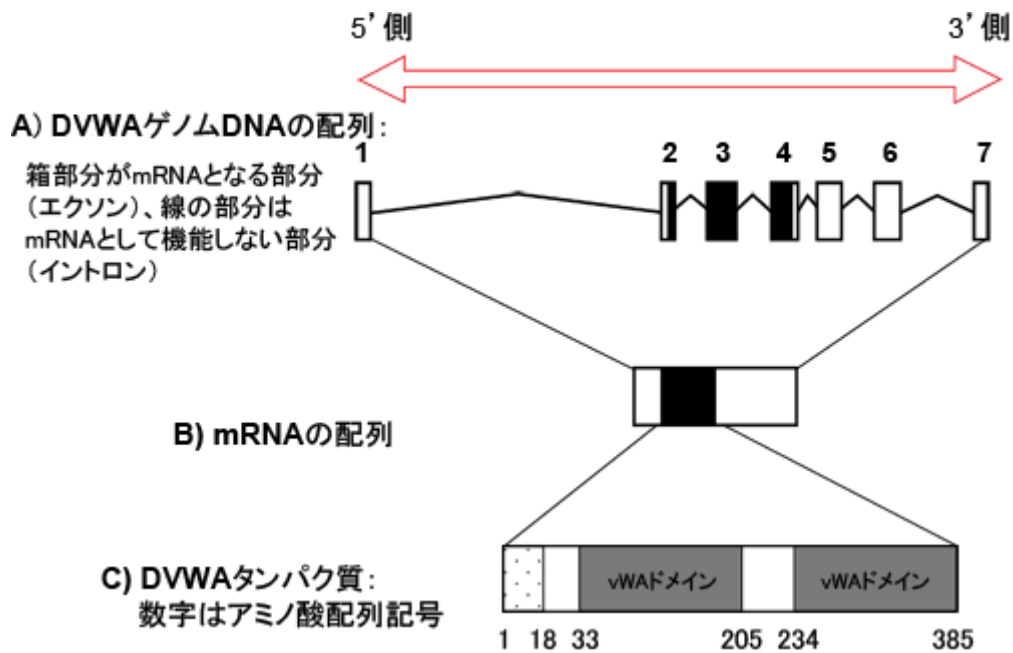 5’側 3’側
A) DVWAゲノムDNAの配列:
箱部分がmRNAとなる部分
(エクソン)、線の部分は
mRNAとして機能しない部分
(イントロン)
1 2 3 4 5 6 7
B) mRNAの配列
C) DVWAタンパク質:
数字はアミノ酸配列記号
vWAドメイン vWAドメイン
1 18 33 205 234 385